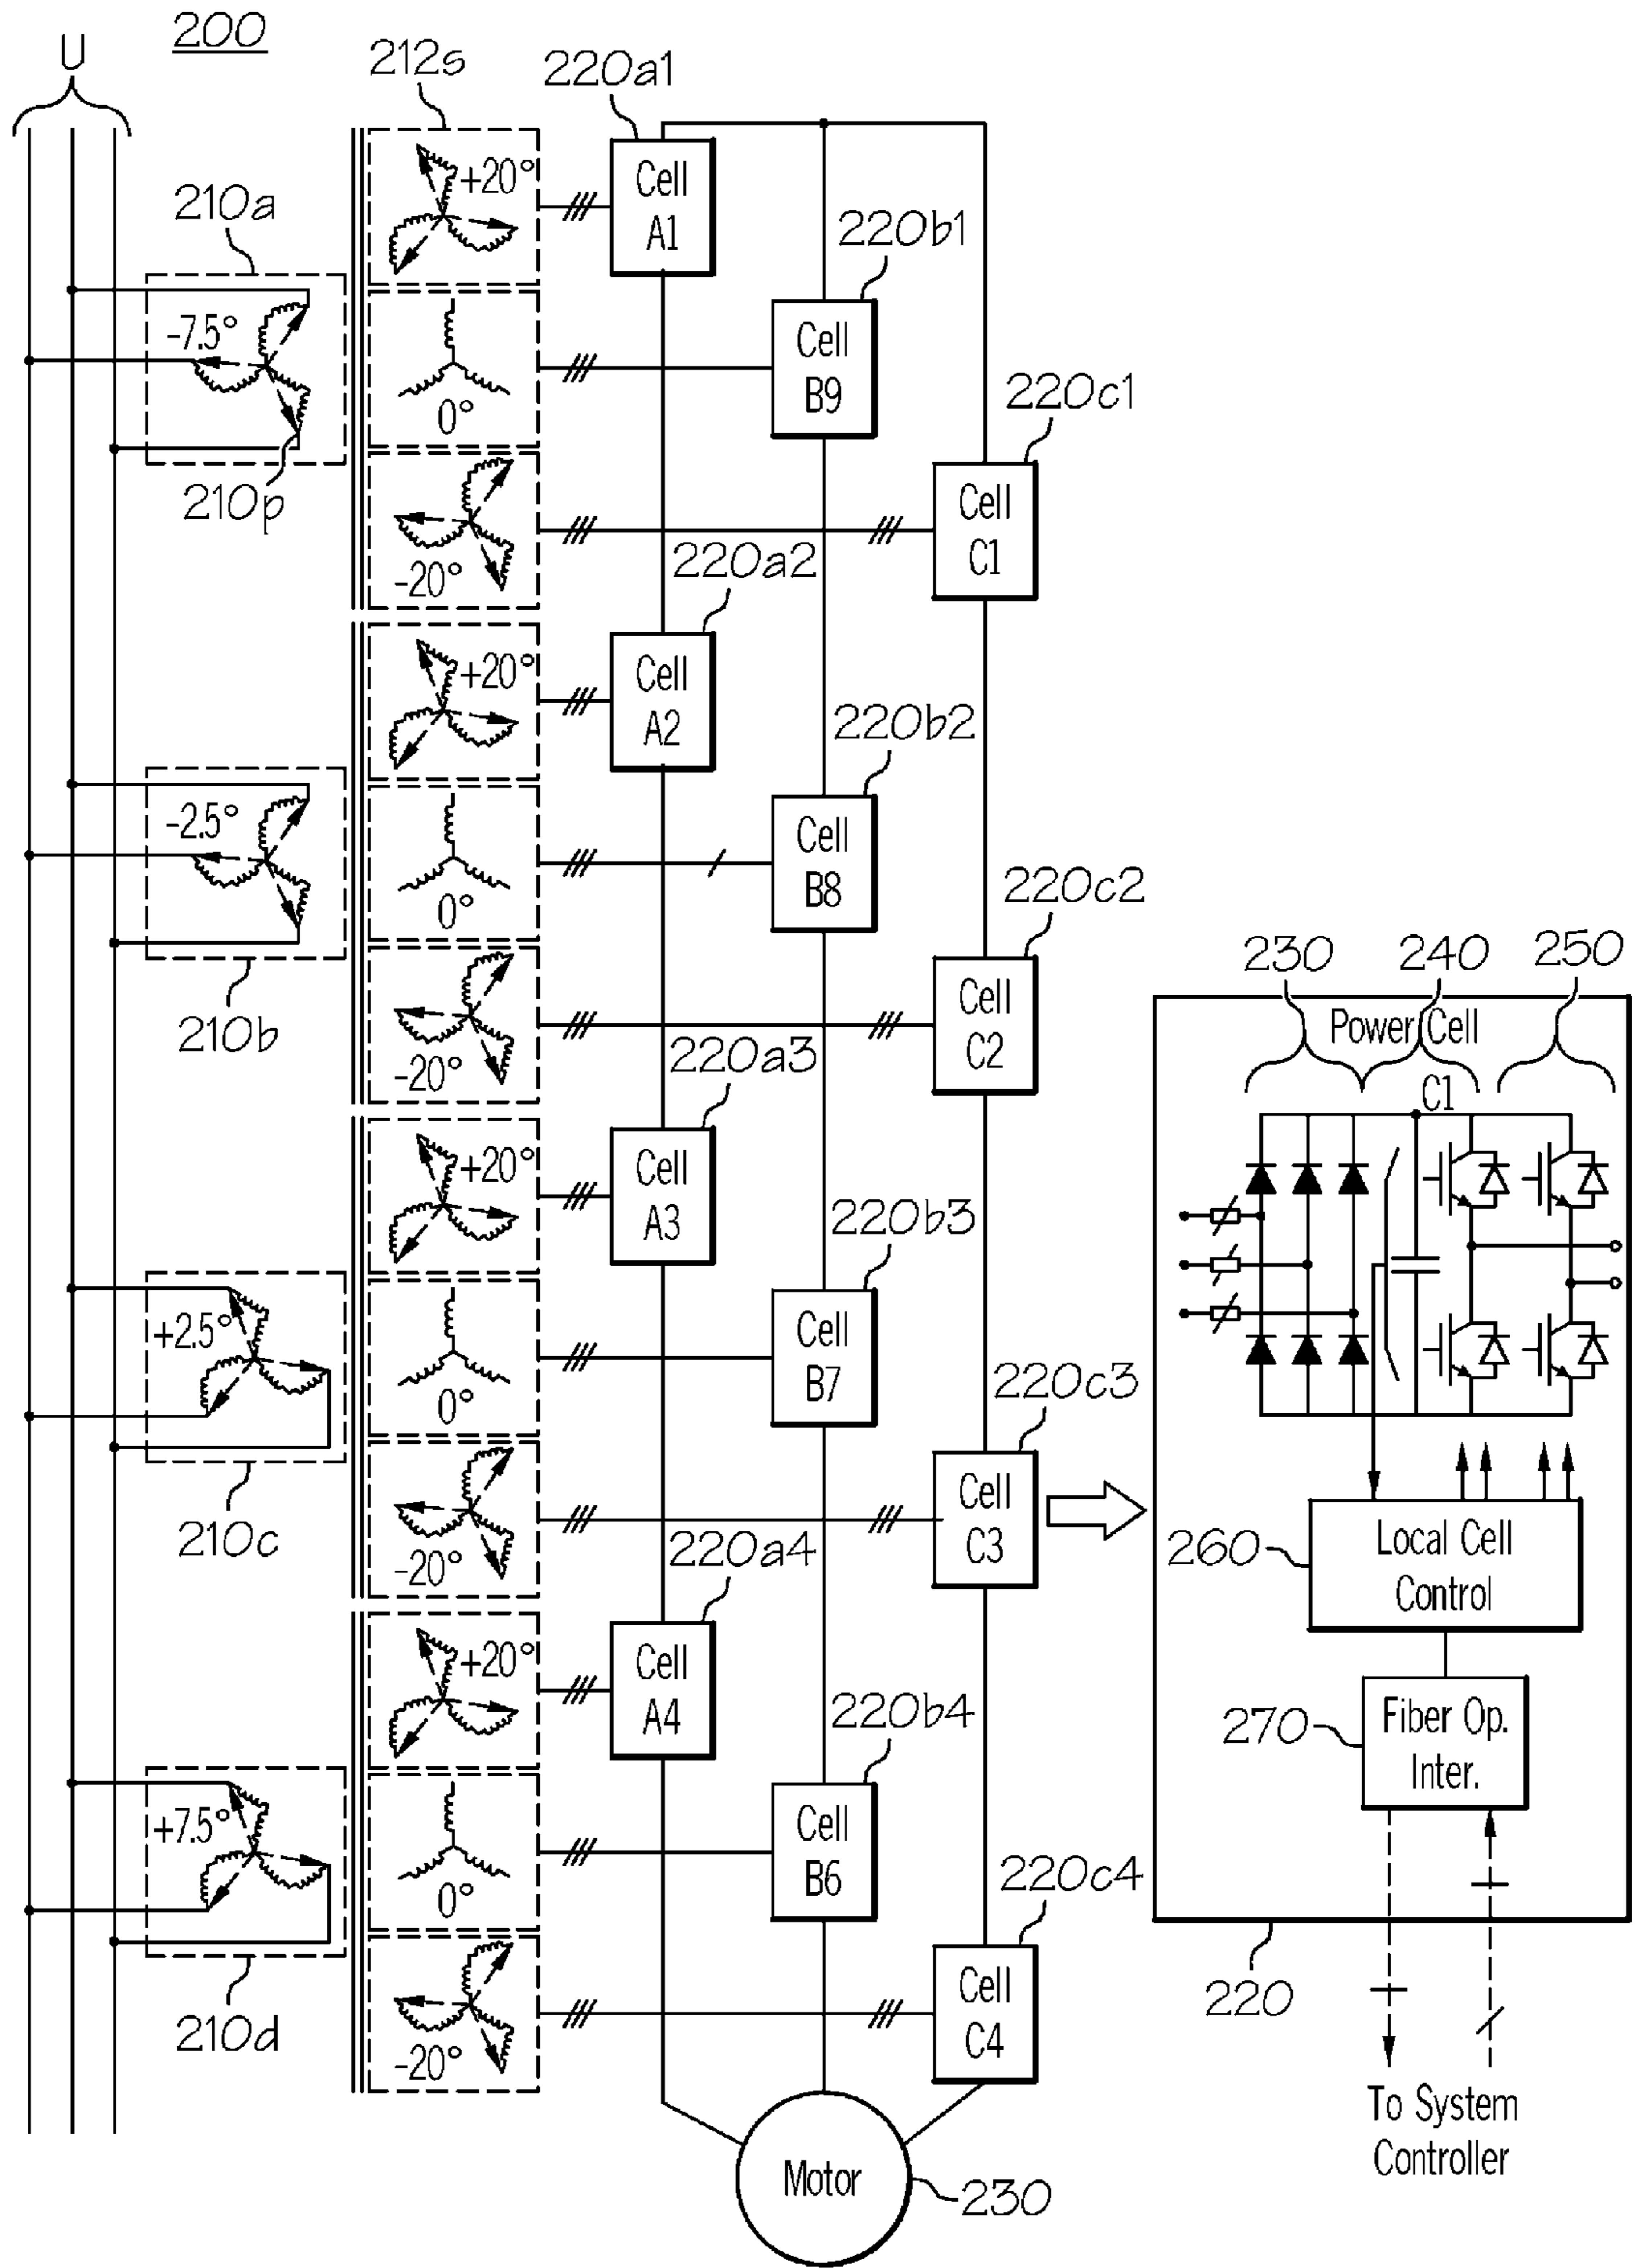 200
U
212s
220a1
+20°
Cell
A1
210a
220b1
-7.5°
Cell
B9
0°
220c1
210p
Cell
C1
-20°
220a2
+20°
Cell
A2
220b2
-2.5°
Cell
B8
0°
220c2
210b
Cell
C2
-20°
220a3
230
240
250
Power Cell
C1
+20°
Cell
A3
220b3
+2.5°
Cell
B7
0°
220c3
210c
Cell
C3
-20°
220a4
260
Local Cell
Control
+20°
Cell
A4
220b4
270
Fiber Op.
Inter.
+7.5°
Cell
B6
0°
220c4
210d
Cell
C4
-20°
220
To System
Controller
Motor
230